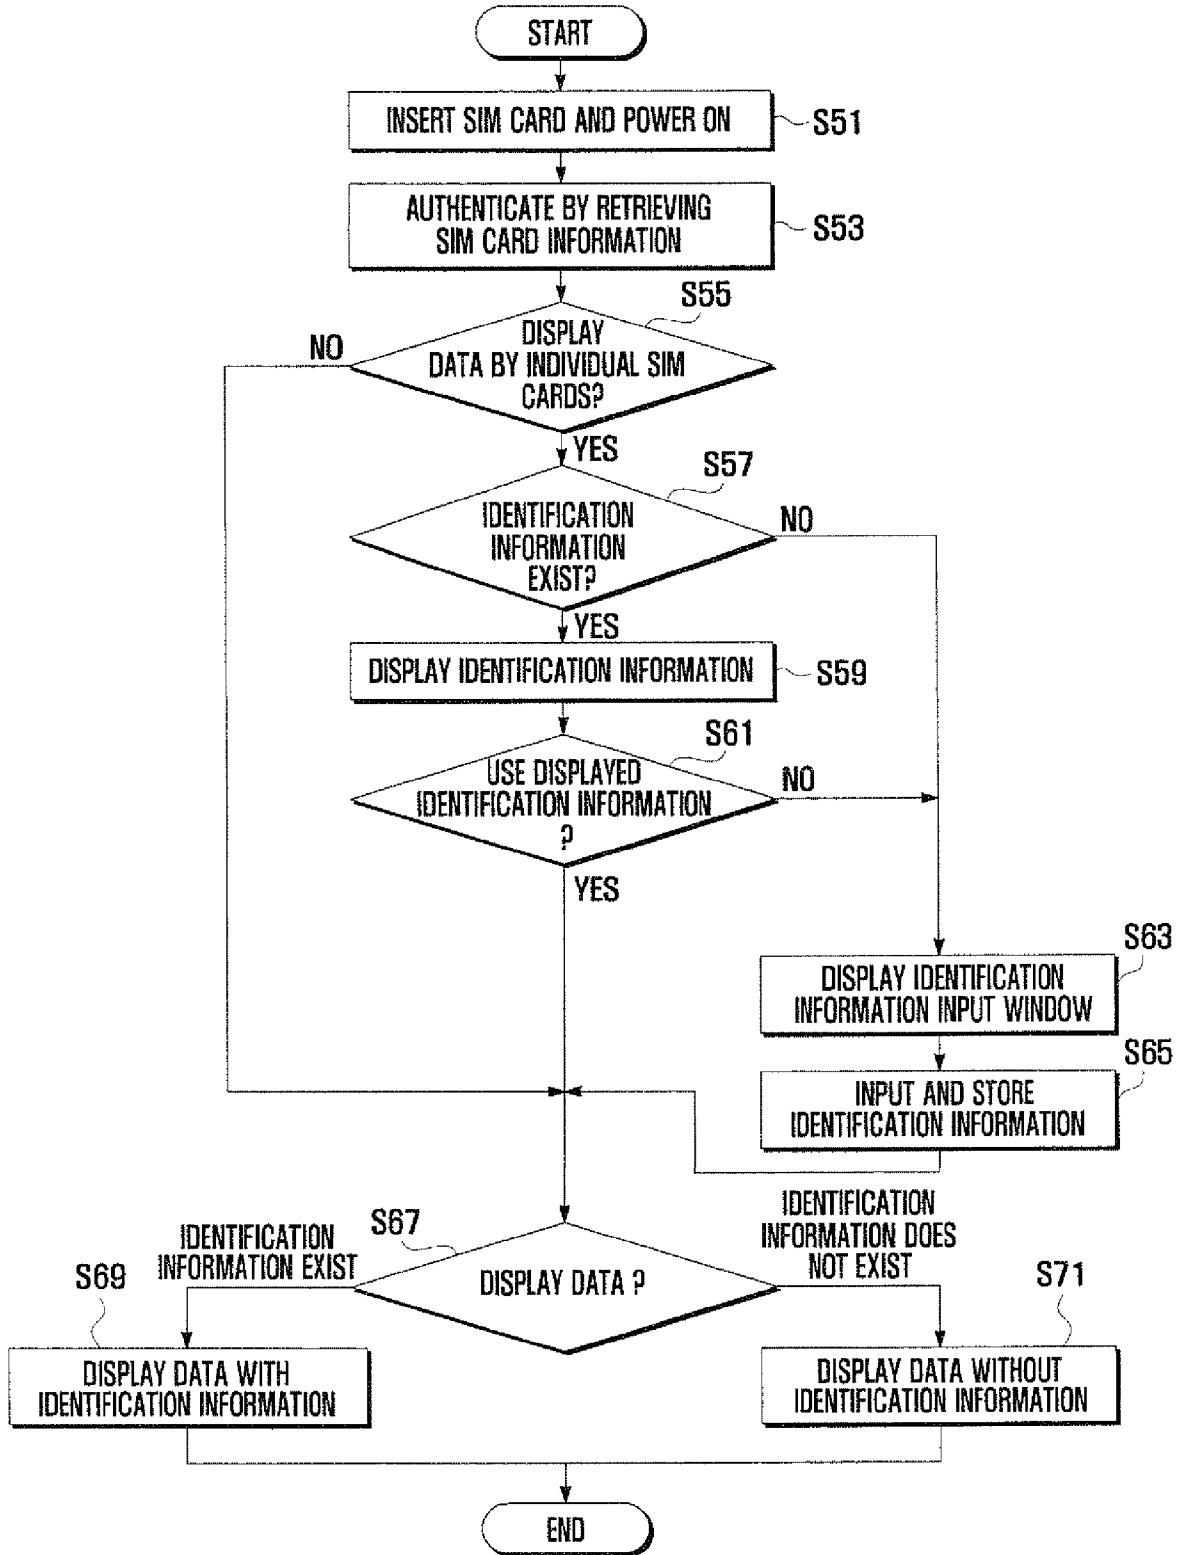 START
INSERT SIM CARD AND POWER ON
S51
AUTHENTICATE BY RETRIEVING
SIM CARD INFORMATION
S53
S55
DISPLAY
DATA BY INDIVIDUAL SIM
CARDS?
NO
YES
S57
IDENTIFICATION
INFORMATION
EXIST?
NO
YES
DISPLAY IDENTIFICATION INFORMATION
S59
S61
USE DISPLAYED
IDENTIFICATION INFORMATION
?
NO
YES
S63
DISPLAY IDENTIFICATION
INFORMATION INPUT WINDOW
S65
INPUT AND STORE
IDENTIFICATION INFORMATION
S67
DISPLAY DATA ?
IDENTIFICATION
INFORMATION EXIST
IDENTIFICATION
INFORMATION DOES
NOT EXIST
S69
DISPLAY DATA WITH
IDENTIFICATION INFORMATION
S71
DISPLAY DATA WITHOUT
IDENTIFICATION INFORMATION
END